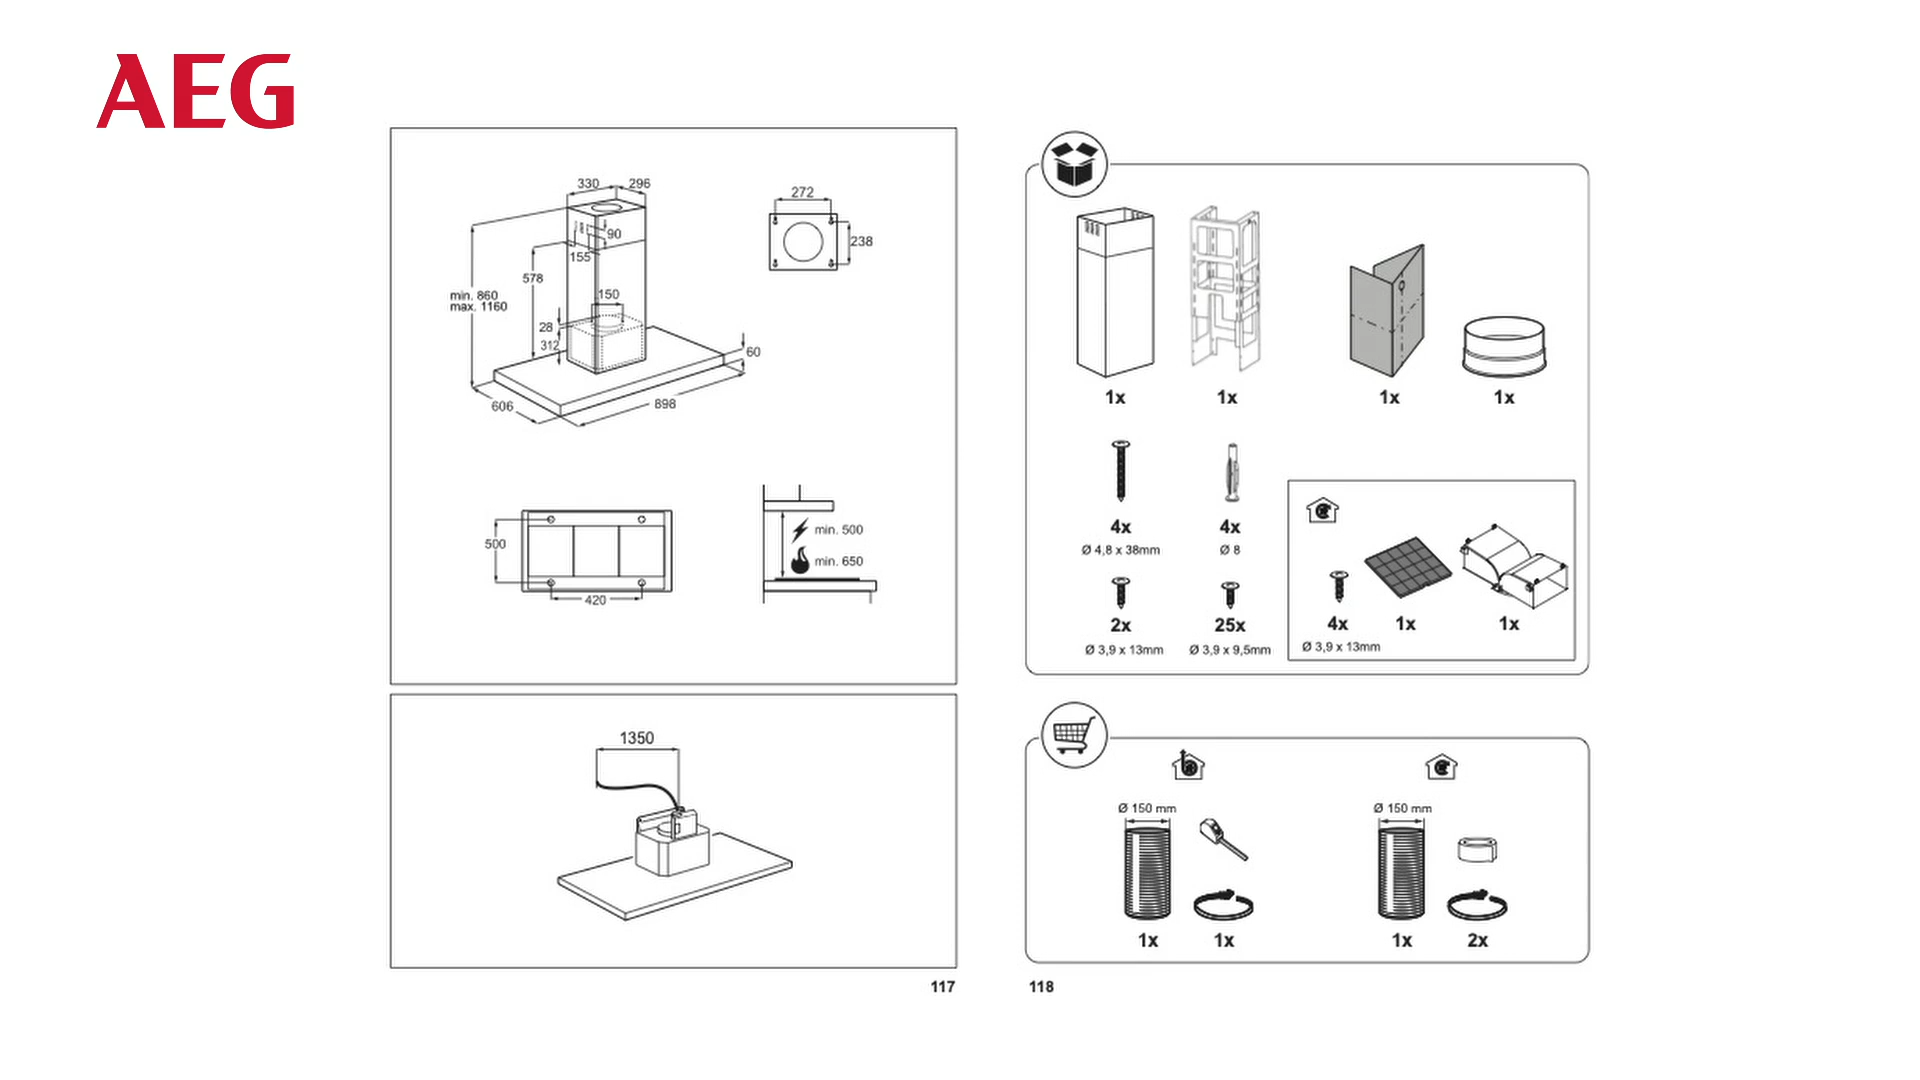 AEG
330
296
272
90
238
155
578
min. 860
max. 1160
150
28
312
60
606
898
500
min. 500
min. 650
420
1350
117
1x
1x
1x
1x
4x
4x
Ø 4,8 x 38mm
Ø 8
2x
25x
Ø 3,9 x 13mm
Ø 3,9 x 9,5mm
4x
1x
1x
Ø 3,9 x 13mm
Ø 150 mm
Ø 150 mm
1x
1x
1x
2x
118